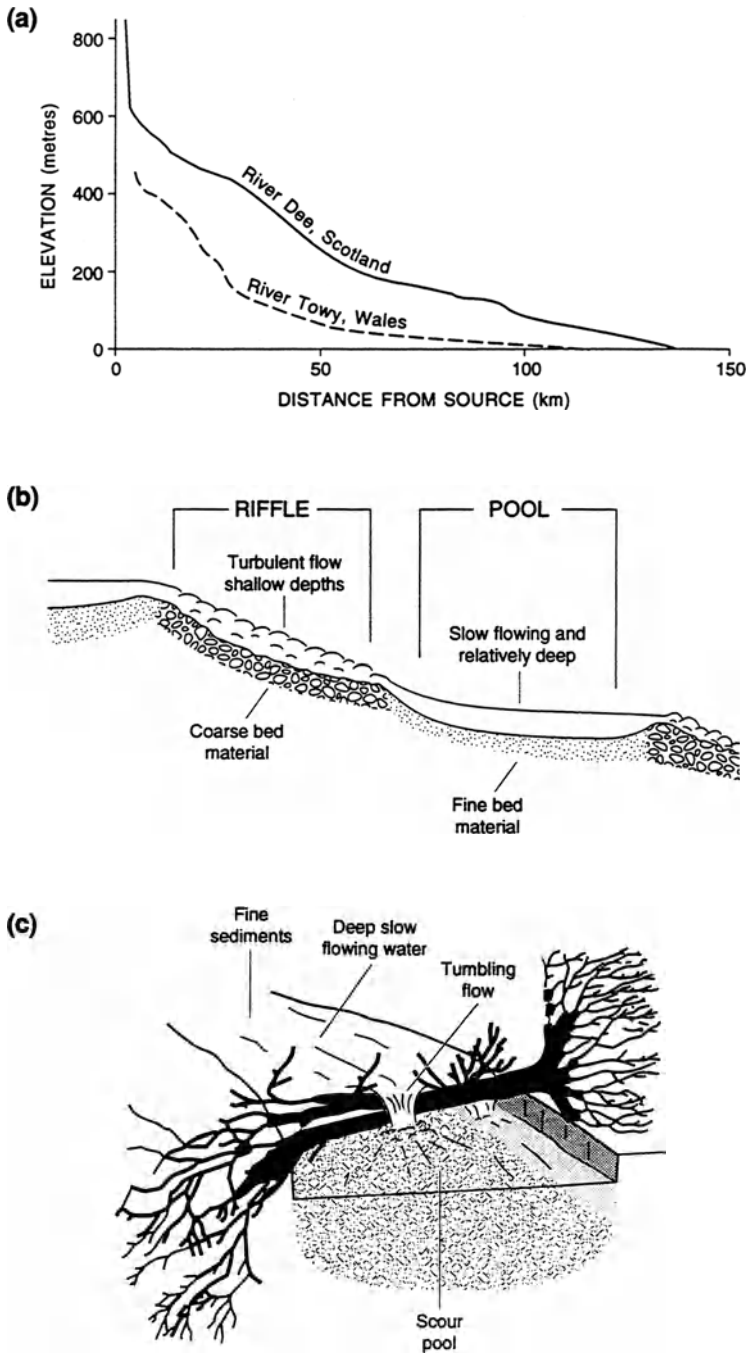 (a)
800
600
400
200
0
ELEVATION (metres)
River Dee, Scotland
River Towy, Wales
0
50
100
150
DISTANCE FROM SOURCE (km)
(b)
RIFFLE
POOL
Turbulent flow
shallow depths
Slow flowing and
relatively deep
Coarse bed
material
Fine bed
material
(c)
Fine
sediments
Deep slow
flowing water
Tumbling
flow
Scour
pool